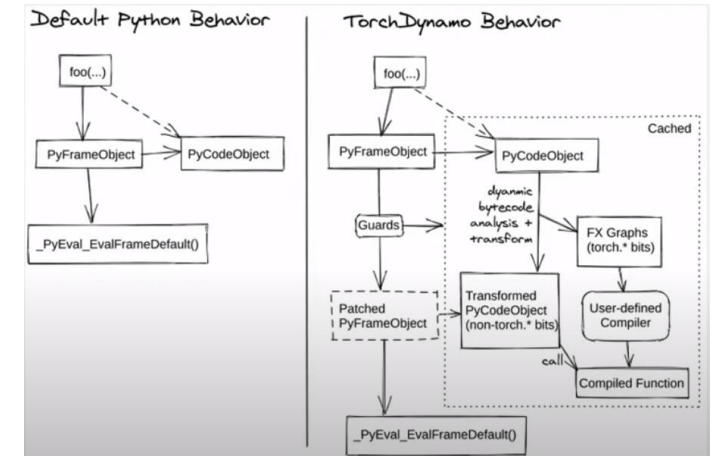 Default Python Behavior
foo(...)
PyFrameObject
PyCodeObject
_PyEval_EvalFrameDefault()
TorchDynamo Behavior
foo(...)
Cached
PyFrameObject
PyCodeObject
dyanmic
bytecode
analysis +
transform
Guards
FX Graphs
(torch.* bits)
Patched
PyFrameObject
Transformed
PyCodeObject
(non-torch.* bits)
User-defined
Compiler
call
Compiled Function
_PyEval_EvalFrameDefault()